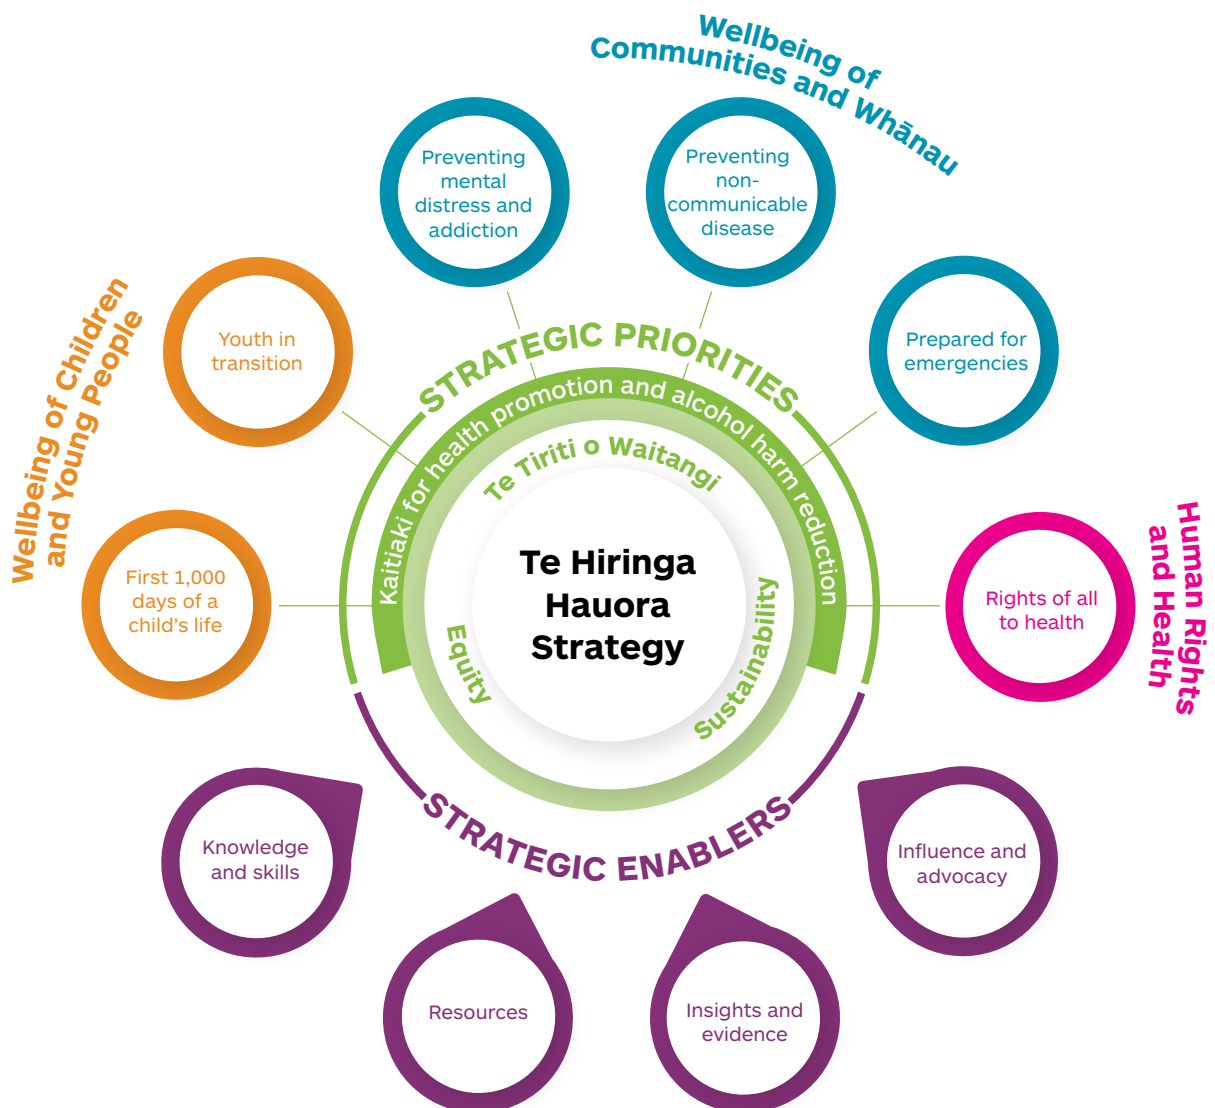 Wellbeing of
Communities and Whānau
Preventing
mental
distress and
addiction
Preventing
non-
communicable
disease
Wellbeing of Children
and Young People
Youth in
transition
Prepared for
emergencies
STRATEGIC PRIORITIES
Kaitiaki for health promotion and alcohol harm reduction
Te Tiriti o Waitangi
Equity
Sustainability
Te Hiringa
Hauora
Strategy
First 1,000
days of a
child’s life
Rights of all
to health
Human Rights
and Health
STRATEGIC ENABLERS
Knowledge
and skills
Resources
Insights and
evidence
Influence and
advocacy